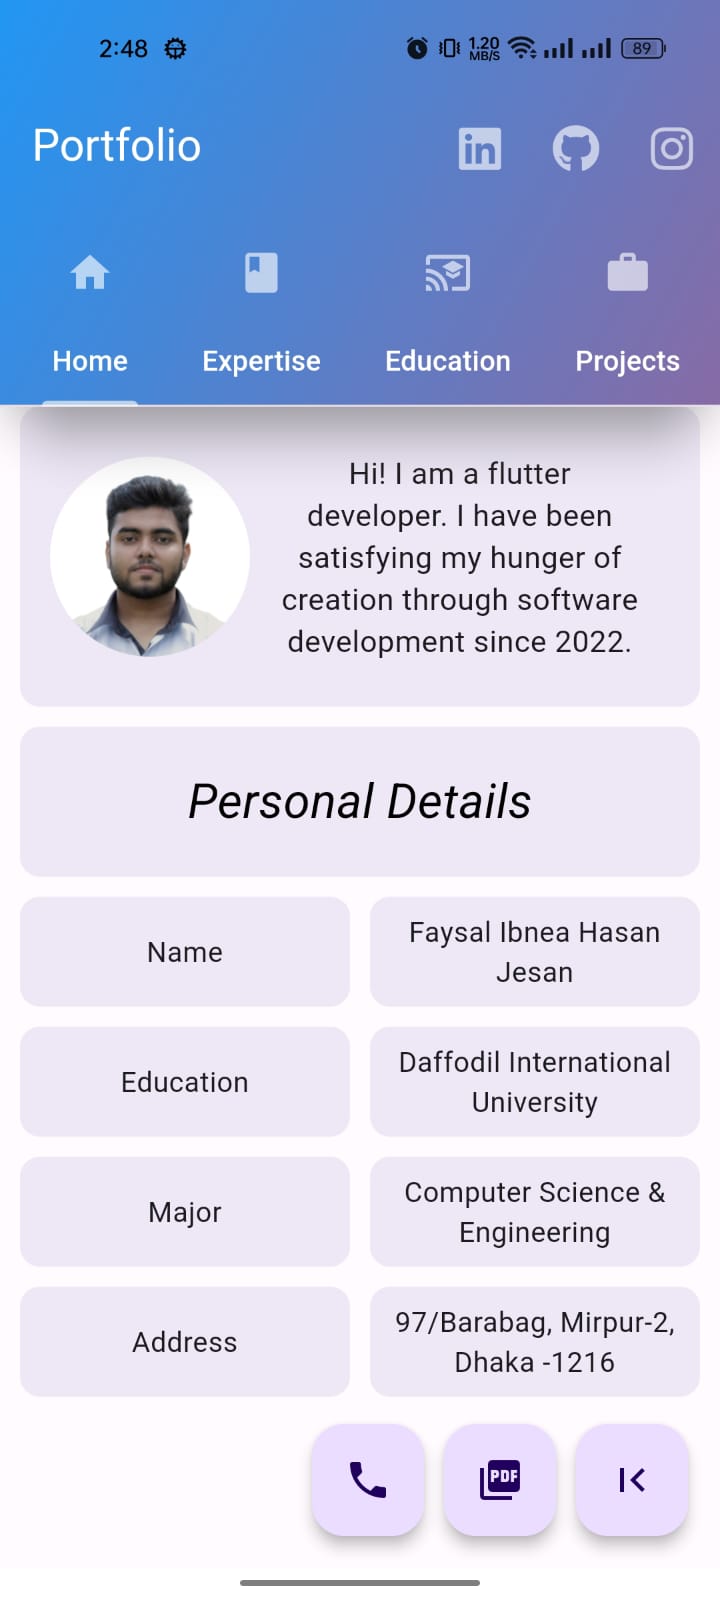 2:48
1.20
MB/S
89
Portfolio
in
Home Expertise Education Projects
Hi! I am a flutter
developer. I have been
satisfying my hunger of
creation through software
development since 2022.
Personal Details
Name
Faysal Ibnea Hasan
Jesan
Education
Daffodil International
University
Major
Computer Science &
Engineering
Address
97/Barabag, Mirpur-2,
Dhaka -1216
PDF